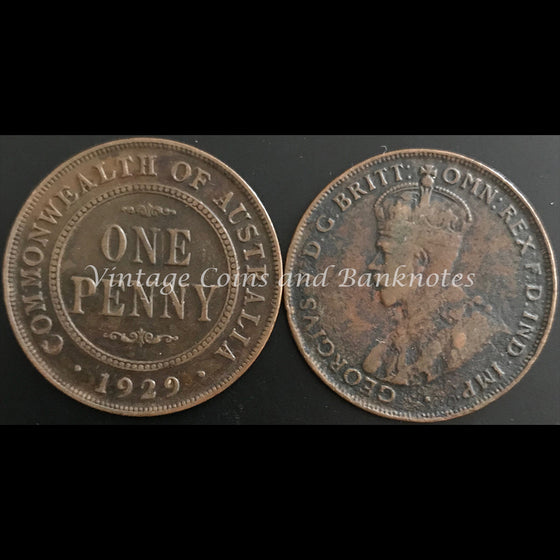 COMMONWEALTH OF AUSTRALIA
ONE
PENNY
· 1929 ·
GEORGIVS V D.G. BRITT: OMN: REX F.D. IND: IMP:
Vintage Coins and Banknotes